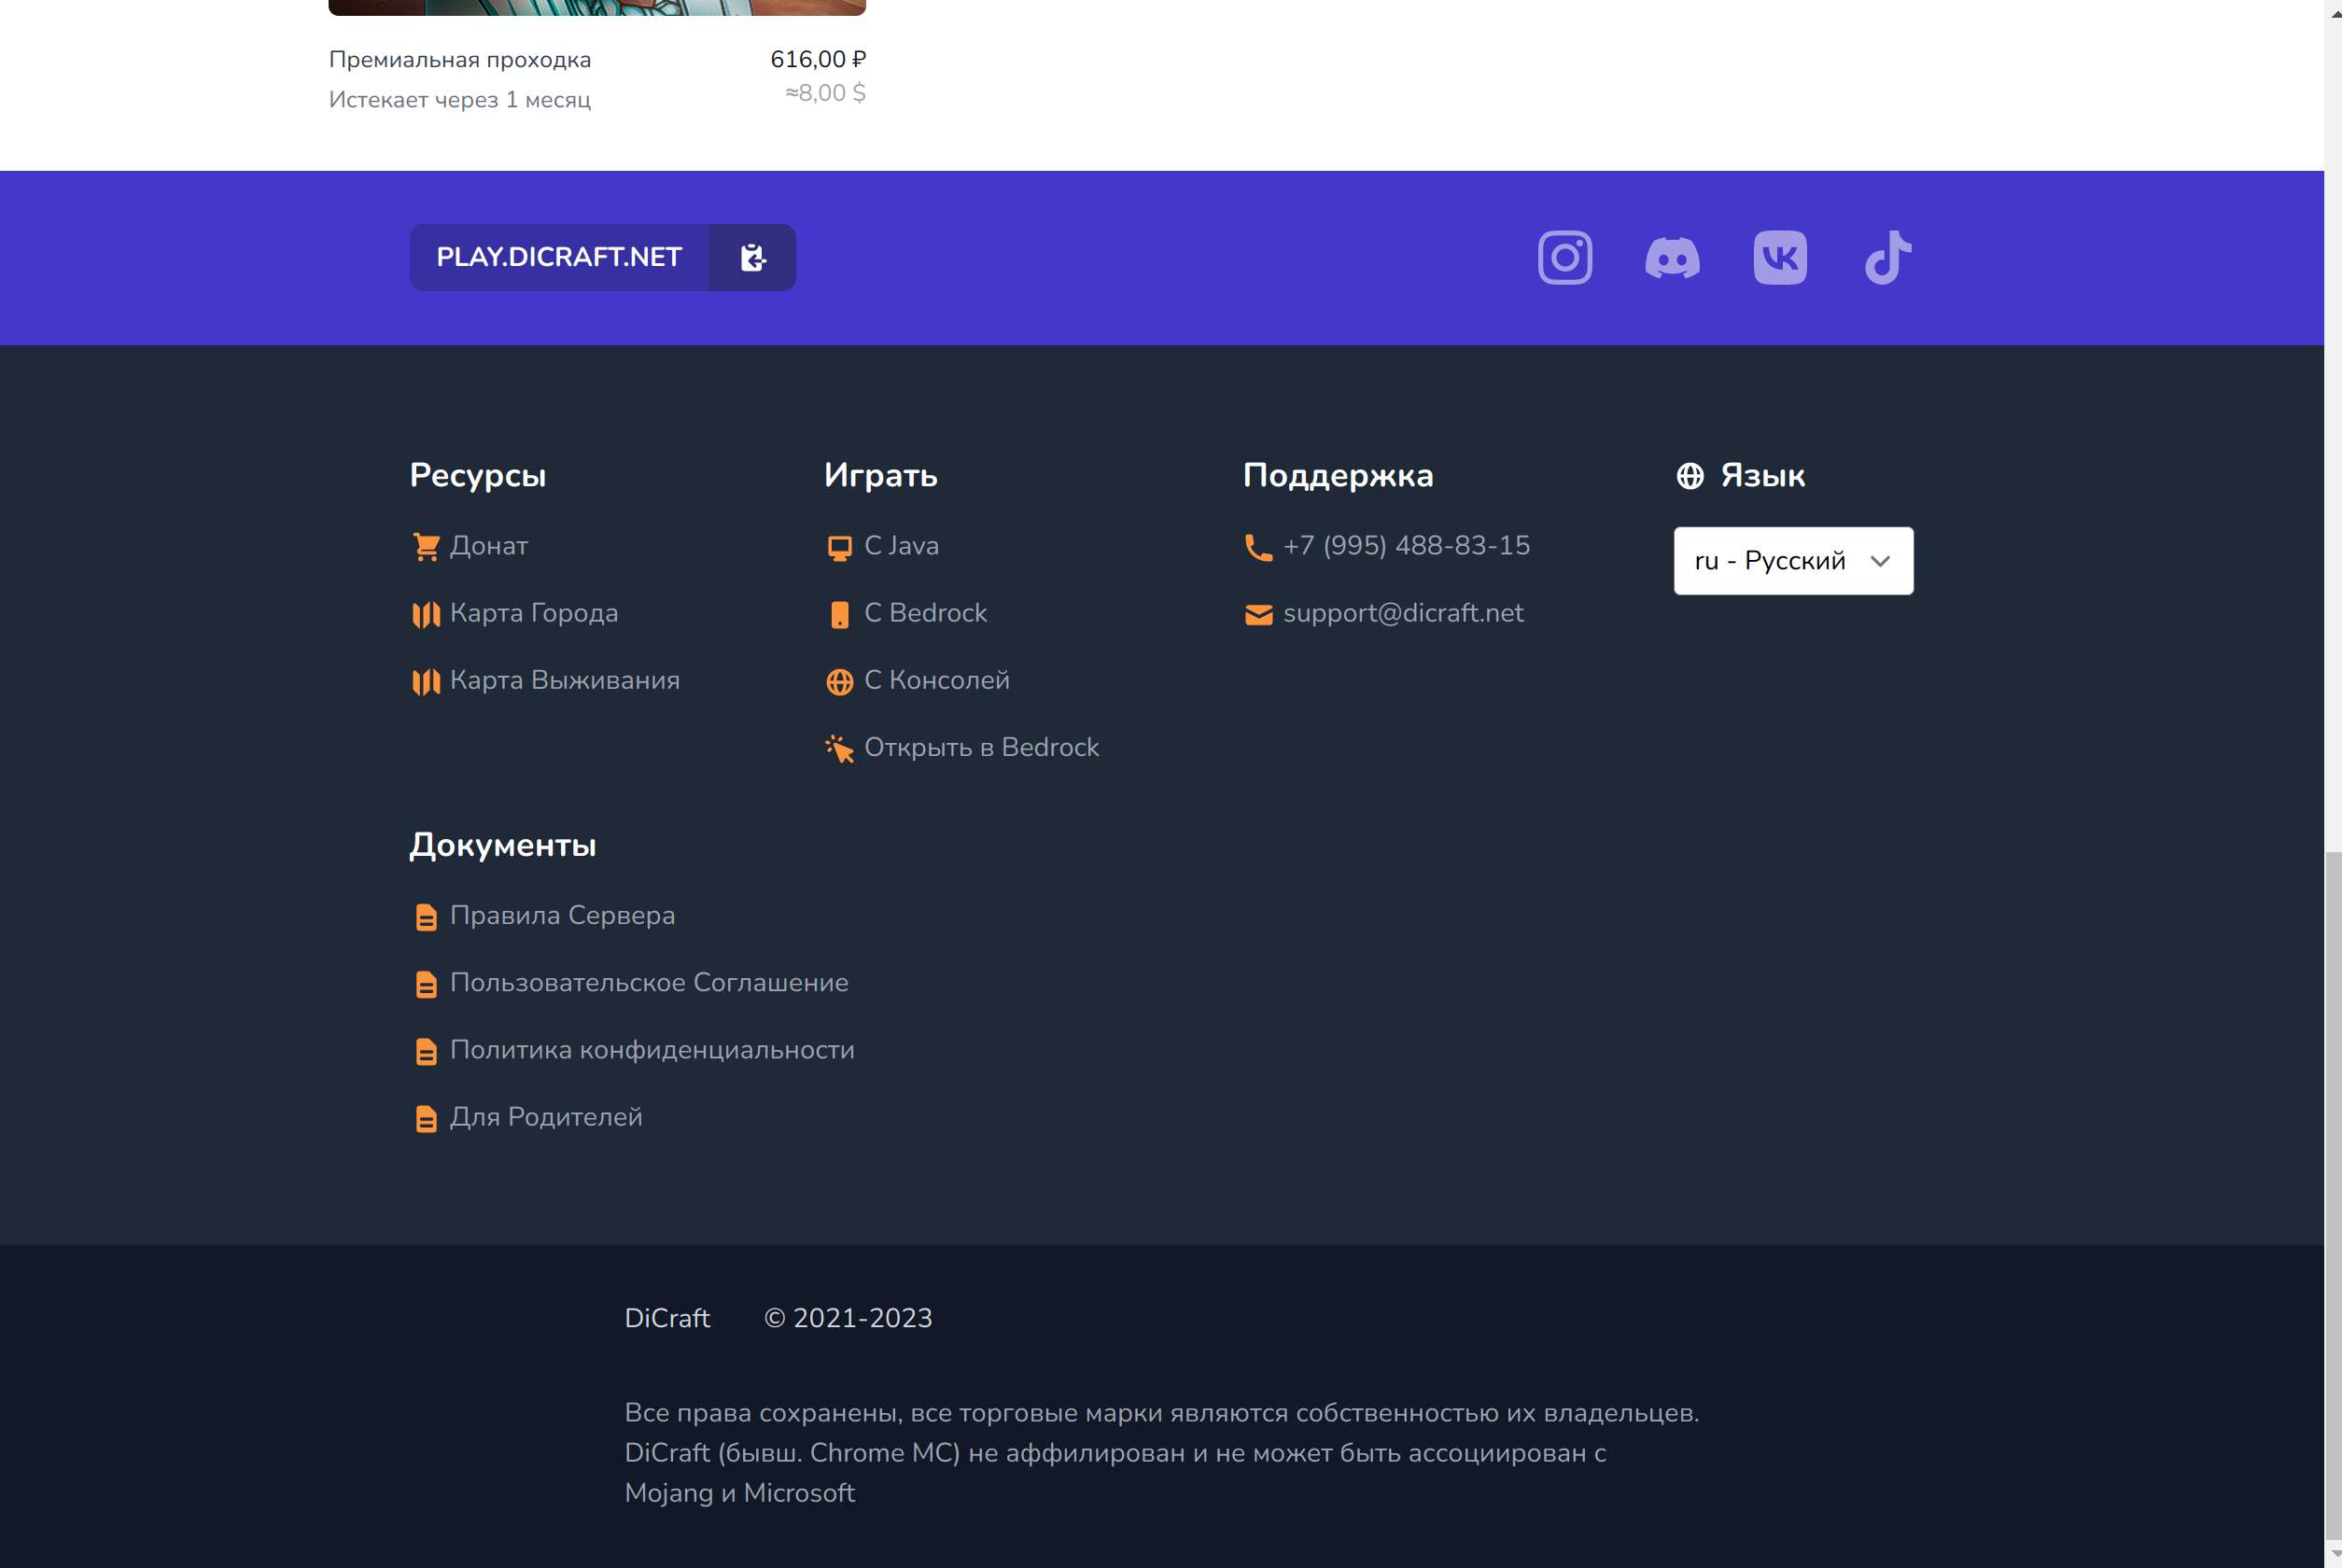 Премиальная проходка
616,00 ₽
Истекает через 1 месяц
≈8,00 $
PLAY.DICRAFT.NET
Ресурсы
Донат
Карта Города
Карта Выживания
Играть
С Java
С Bedrock
С Консолей
Открыть в Bedrock
Поддержка
+7 (995) 488-83-15
support@dicraft.net
Язык
ru - Русский
Документы
Правила Сервера
Пользовательское Соглашение
Политика конфиденциальности
Для Родителей
DiCraft © 2021-2023
Все права сохранены, все торговые марки являются собственностью их владельцев.
DiCraft (бывш. Chrome MC) не аффилирован и не может быть ассоциирован с
Mojang и Microsoft